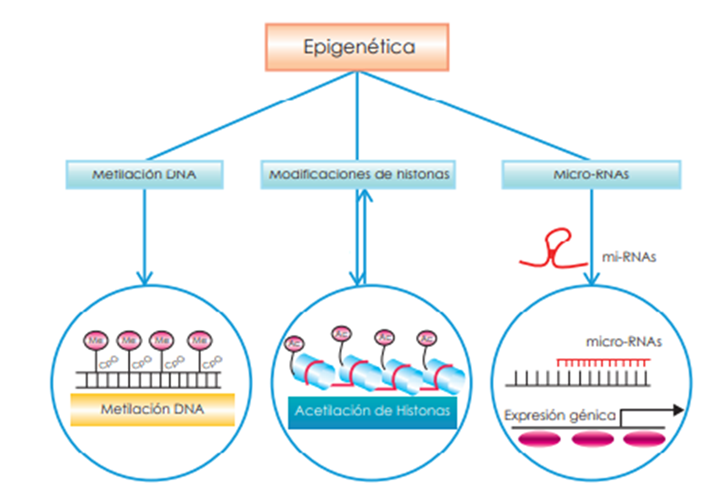 Epigenética
Metilación DNA
Modificaciones de histonas
Micro-RNAs
mi-RNAs
Me Me Me Me
CpG CpG CpG CpG
Metilación DNA
Ac Ac Ac Ac
Acetilación de Histonas
micro-RNAs
Expresión génica